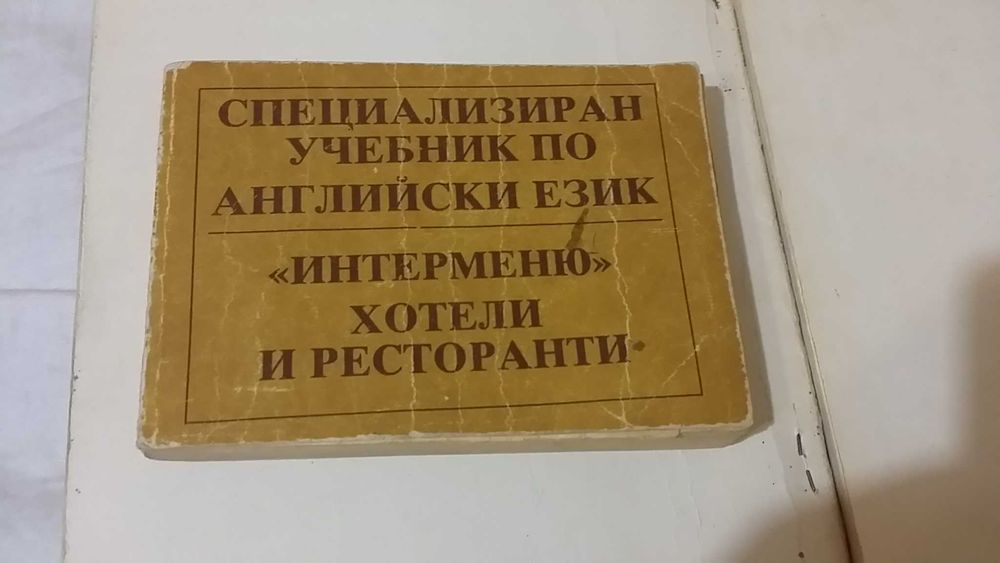 СПЕЦИАЛИЗИРАН
УЧЕБНИК ПО
АНГЛИЙСКИ ЕЗИК
«ИНТЕРМЕНЮ»
ХОТЕЛИ
И РЕСТОРАНТИ